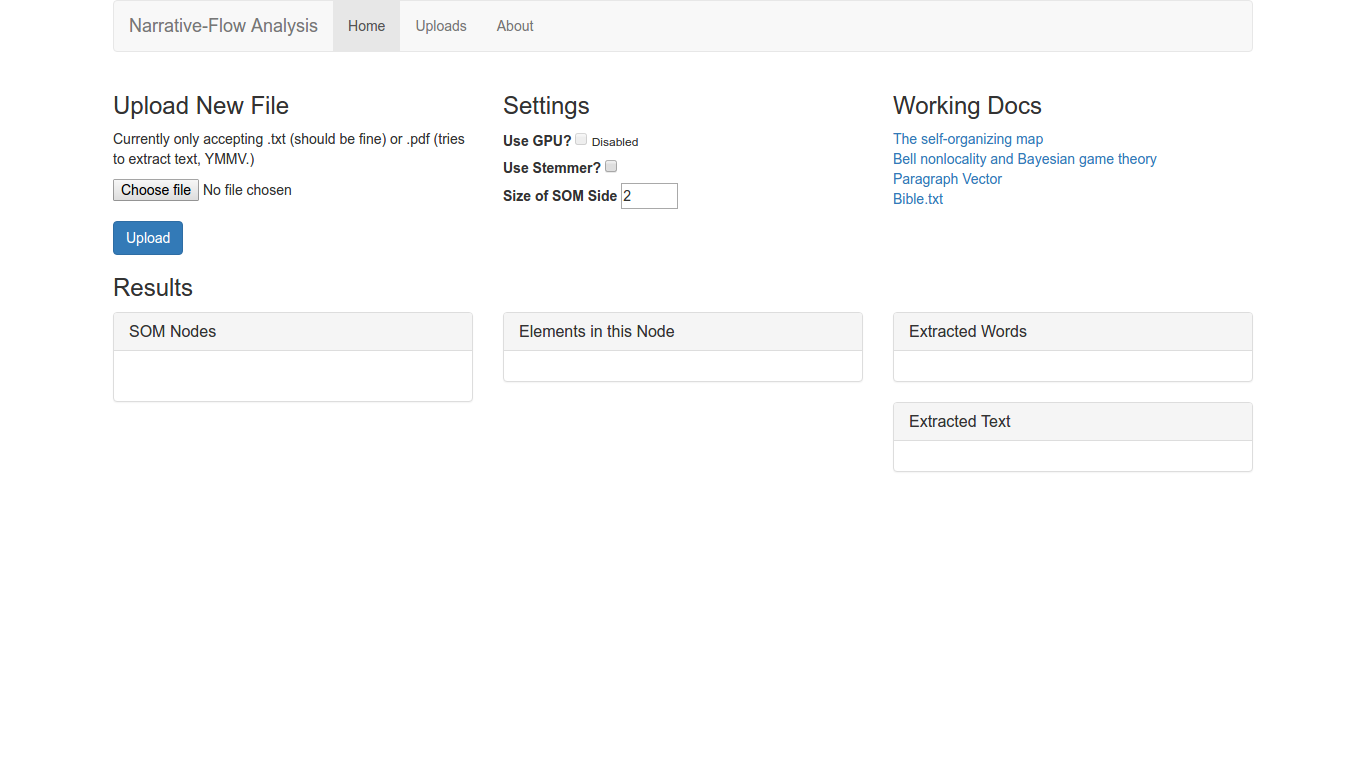 Narrative-Flow Analysis Home Uploads About
Upload New File
Currently only accepting .txt (should be fine) or .pdf (tries
to extract text, YMMV.)
Choose file No file chosen
Upload
Settings
Use GPU? Disabled
Use Stemmer?
Size of SOM Side 2
Working Docs
The self-organizing map
Bell nonlocality and Bayesian game theory
Paragraph Vector
Bible.txt
Results
SOM Nodes
Elements in this Node
Extracted Words
Extracted Text